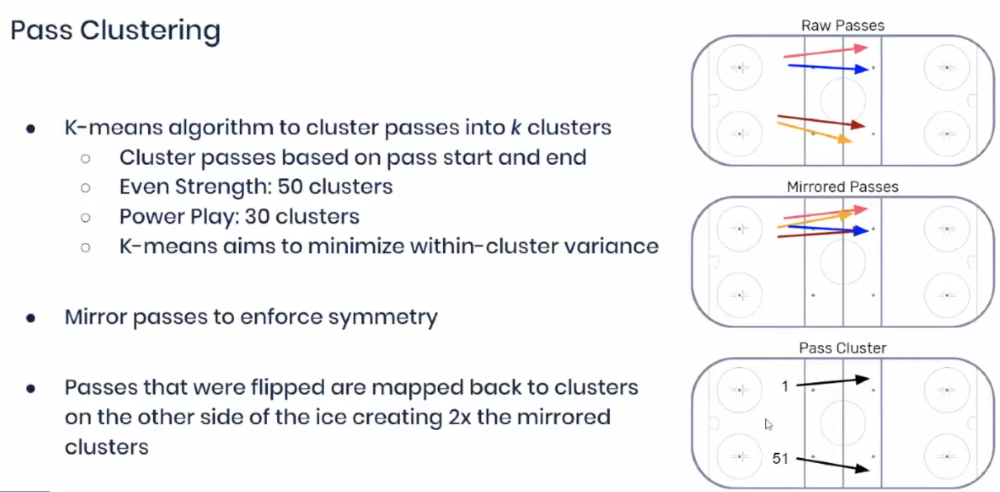 Pass Clustering
K-means algorithm to cluster passes into k clusters
Cluster passes based on pass start and end
Even Strength: 50 clusters
Power Play: 30 clusters
K-means aims to minimize within-cluster variance
Mirror passes to enforce symmetry
Passes that were flipped are mapped back to clusters
on the other side of the ice creating 2x the mirrored
clusters
Raw Passes
Mirrored Passes
Pass Cluster
1
51